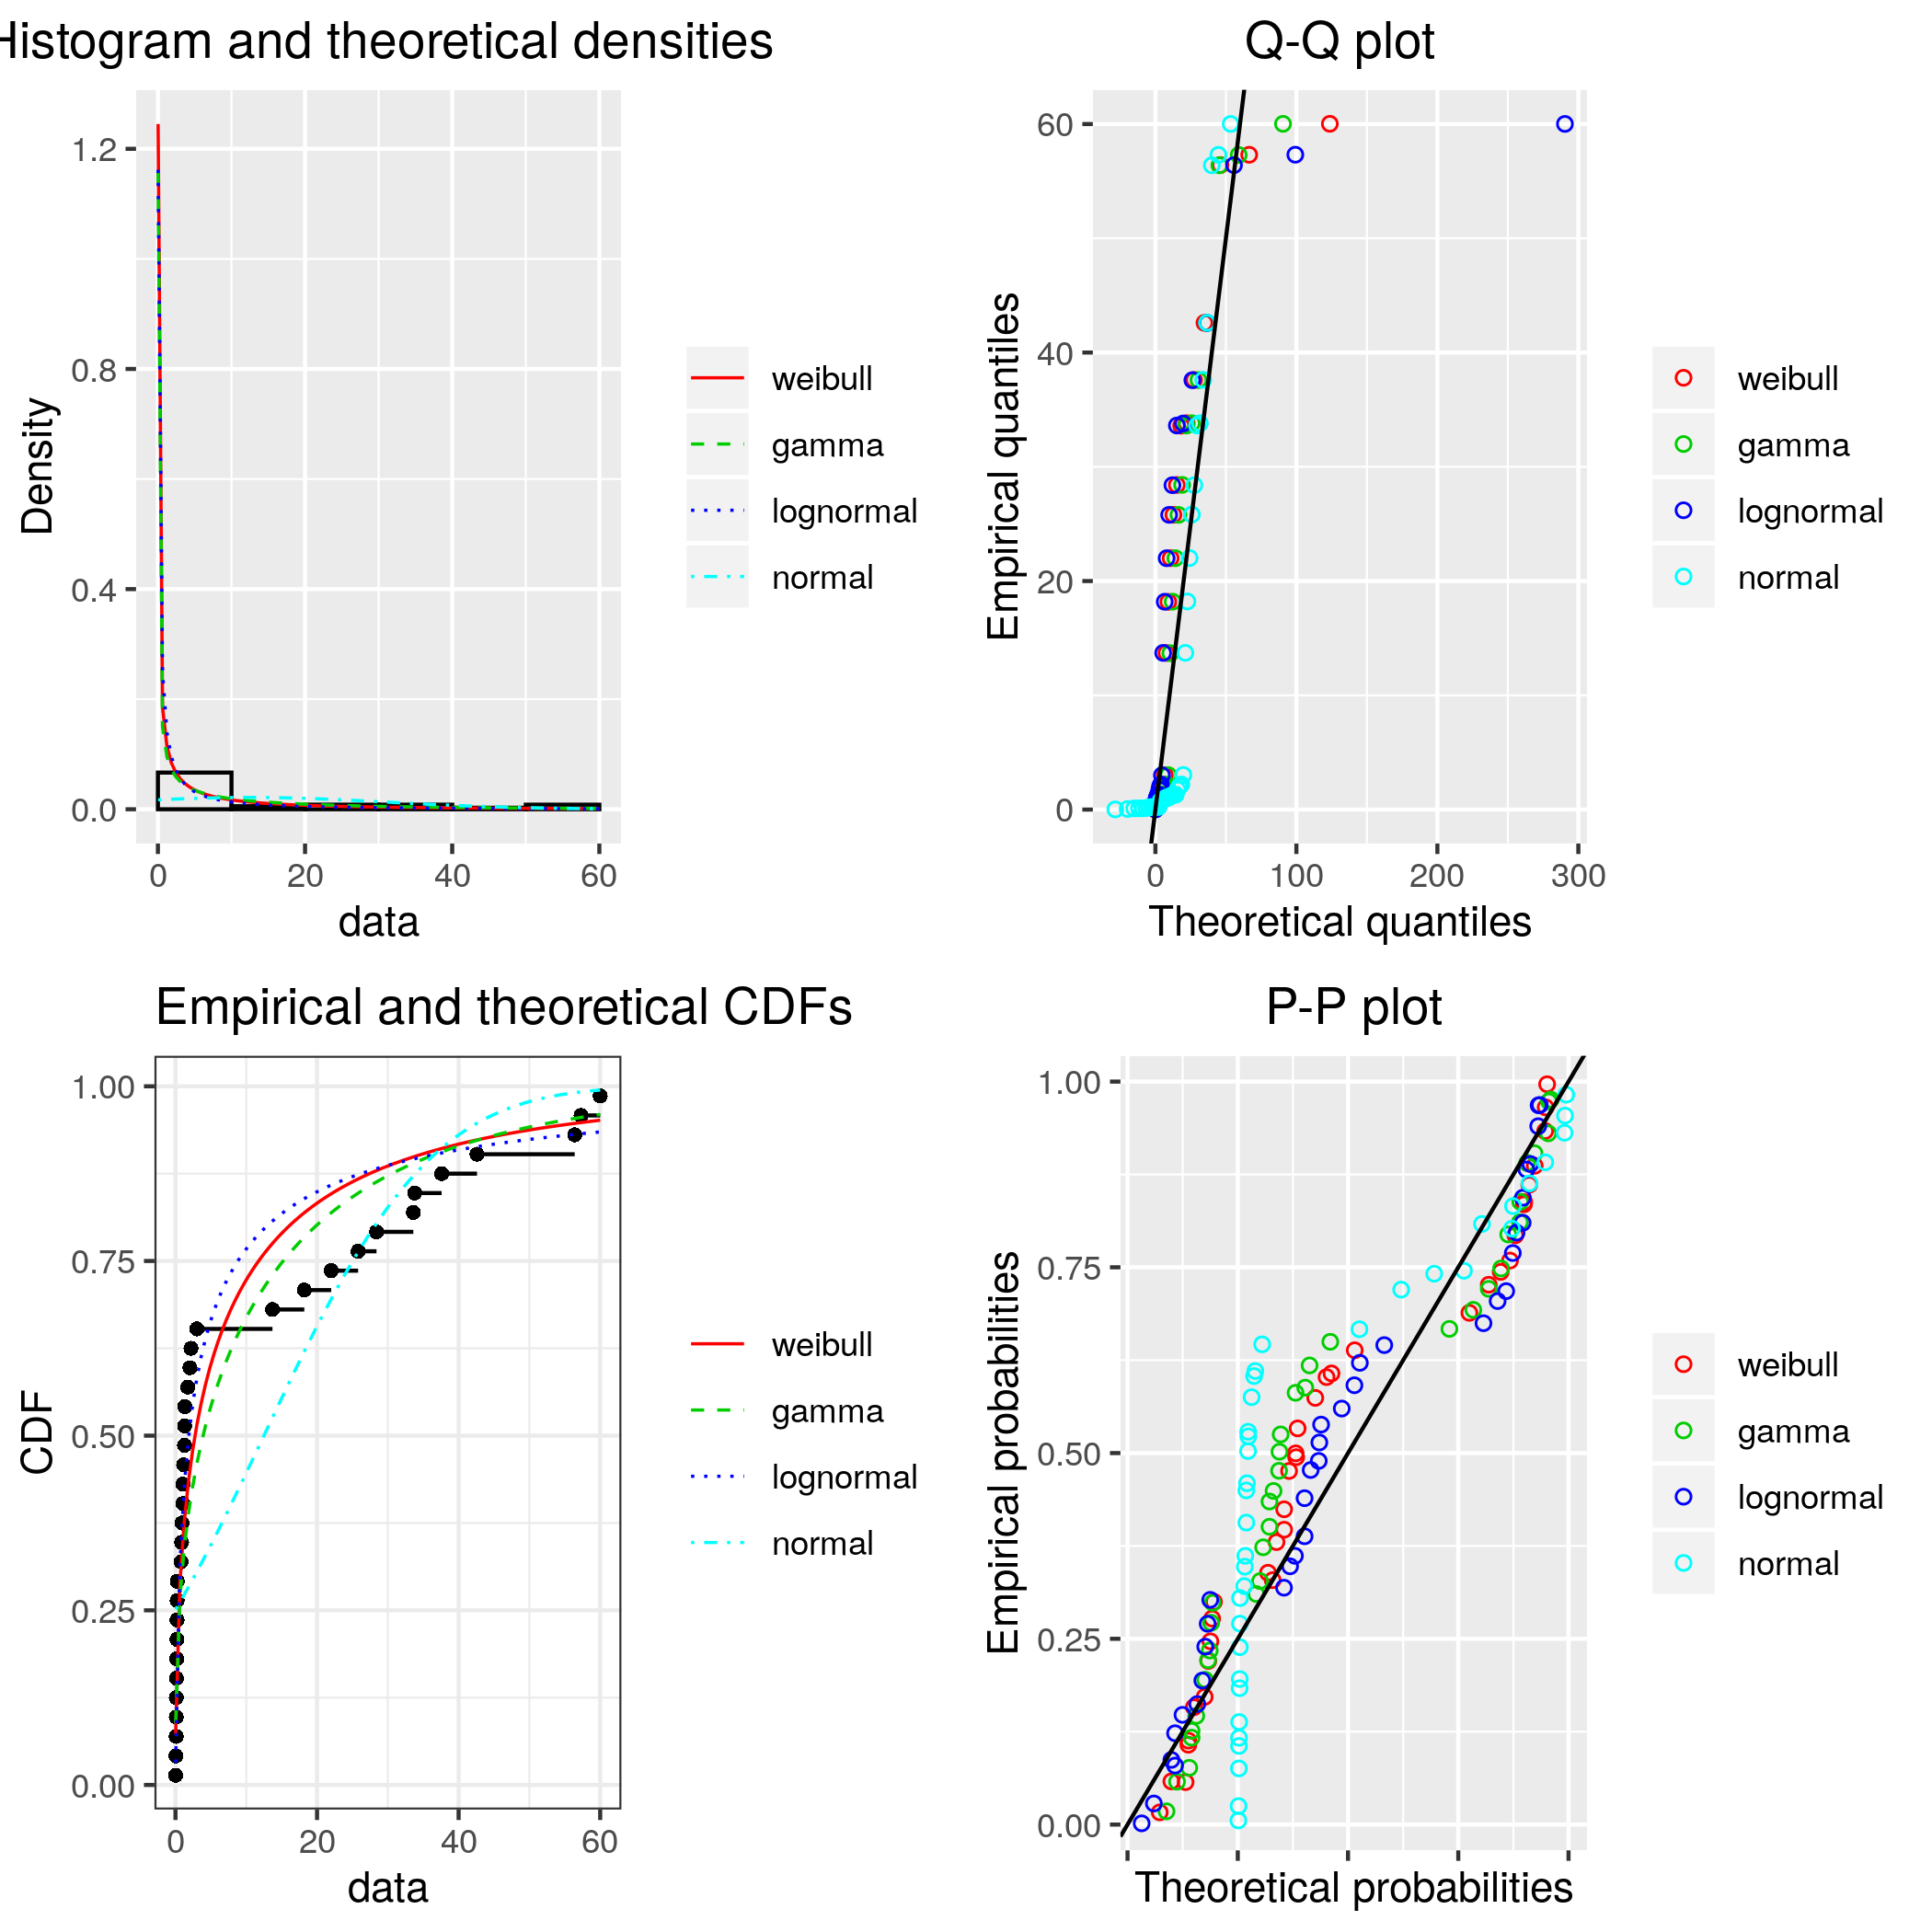 Histogram and theoretical densities
1.2
0.8
0.4
0.0
Density
0 20 40 60
data
weibull
gamma
lognormal
normal
Q-Q plot
60
40
20
0
Empirical quantiles
0 100 200 300
Theoretical quantiles
weibull
gamma
lognormal
normal
Empirical and theoretical CDFs
1.00
0.75
0.50
0.25
0.00
CDF
0 20 40 60
data
weibull
gamma
lognormal
normal
P-P plot
1.00
0.75
0.50
0.25
0.00
Empirical probabilities
Theoretical probabilities
weibull
gamma
lognormal
normal